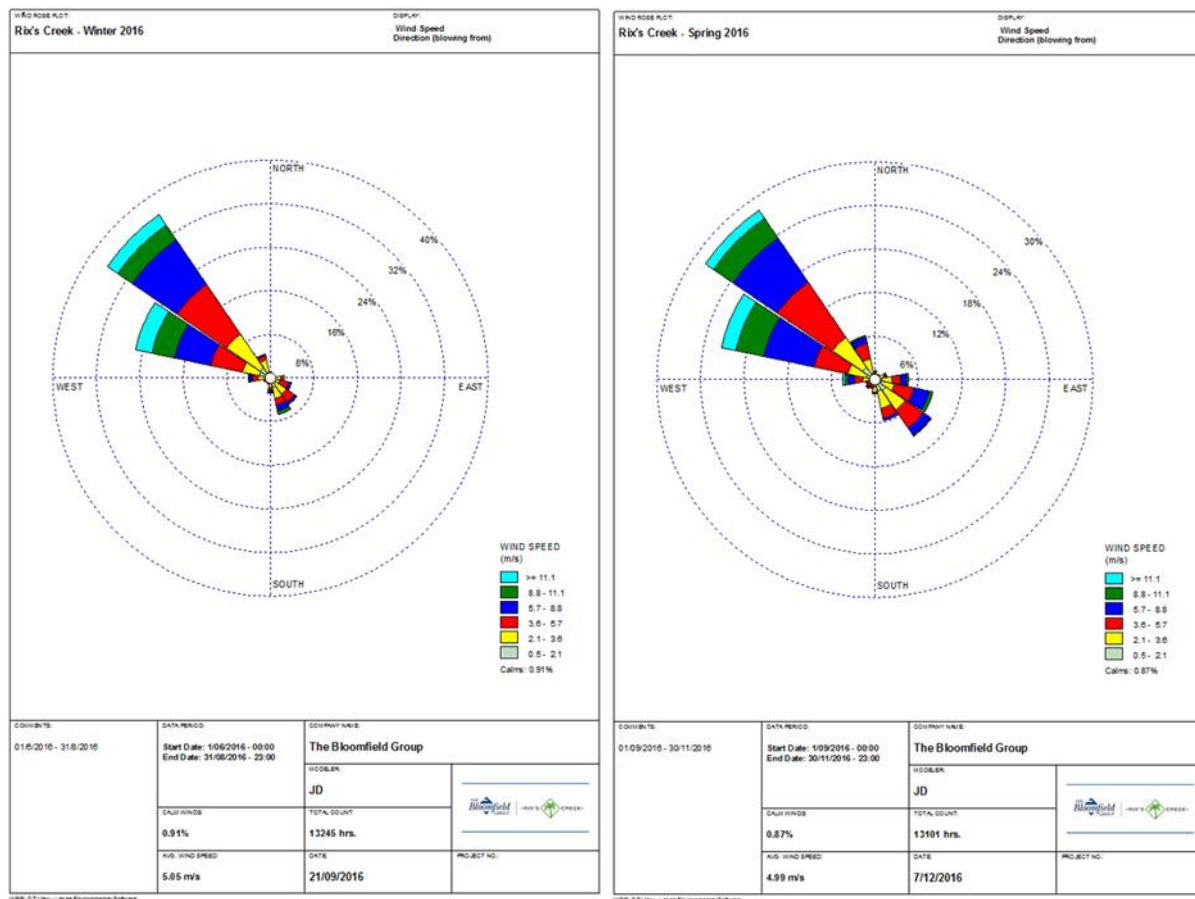 WIND ROSE PLOT:
Rix's Creek - Winter 2016
DISPLAY:
Wind Speed
Direction (blowing from)
NORTH
40%
32%
24%
16%
8%
WEST
EAST
SOUTH
WIND SPEED
(m/s)
>= 11.1
8.8 - 11.1
5.7 - 8.8
3.6 - 5.7
2.1 - 3.6
0.5 - 2.1
Calms: 0.91%
COMMENTS:
01/6/2016 - 31/8/2016
DATA PERIOD:
Start Date: 1/06/2016 - 00:00
End Date: 31/08/2016 - 23:00
COMPANY NAME:
The Bloomfield Group
MODELER:
JD
CALM WINDS:
0.91%
TOTAL COUNT:
13245 hrs.
AVG. WIND SPEED:
5.05 m/s
DATE:
21/09/2016
PROJECT NO.:
THE
Bloomfield
GROUP
RIX'S CREEK
WIND ROSE PLOT:
Rix's Creek - Spring 2016
DISPLAY:
Wind Speed
Direction (blowing from)
NORTH
30%
24%
18%
12%
6%
WEST
EAST
SOUTH
WIND SPEED
(m/s)
>= 11.1
8.8 - 11.1
5.7 - 8.8
3.6 - 5.7
2.1 - 3.6
0.5 - 2.1
Calms: 0.87%
COMMENTS:
01/09/2016 - 30/11/2016
DATA PERIOD:
Start Date: 1/09/2016 - 00:00
End Date: 30/11/2016 - 23:00
COMPANY NAME:
The Bloomfield Group
MODELER:
JD
CALM WINDS:
0.87%
TOTAL COUNT:
13101 hrs.
AVG. WIND SPEED:
4.99 m/s
DATE:
7/12/2016
PROJECT NO.:
THE
Bloomfield
GROUP
RIX'S CREEK